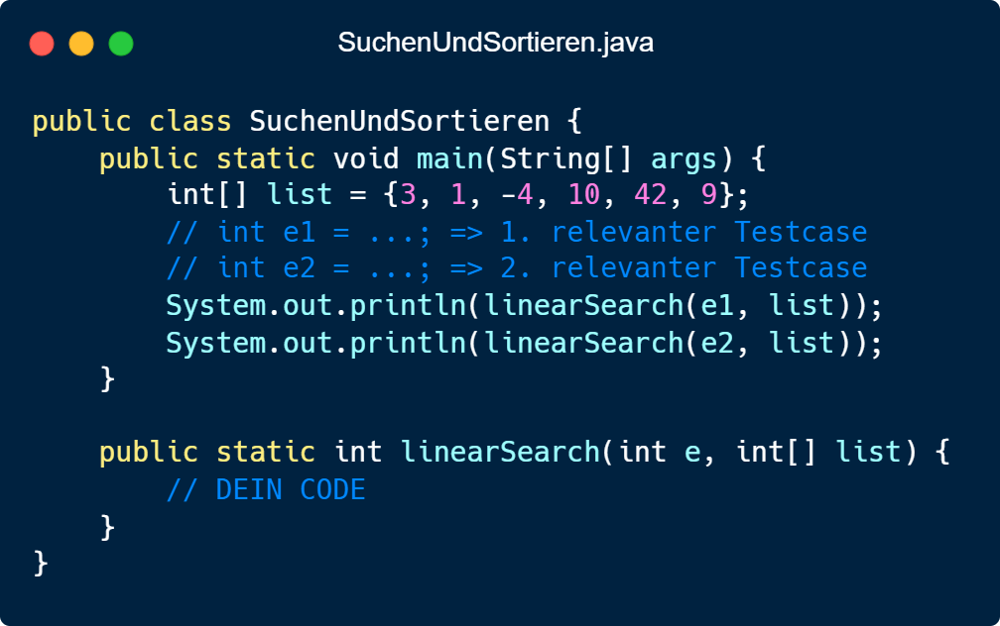 SuchenUndSortieren.java
public class SuchenUndSortieren {
    public static void main(String[] args) {
        int[] list = {3, 1, -4, 10, 42, 9};
        // int e1 = ...; => 1. relevanter Testcase
        // int e2 = ...; => 2. relevanter Testcase
        System.out.println(linearSearch(e1, list));
        System.out.println(linearSearch(e2, list));
    }
    public static int linearSearch(int e, int[] list) {
        // DEIN CODE
    }
}